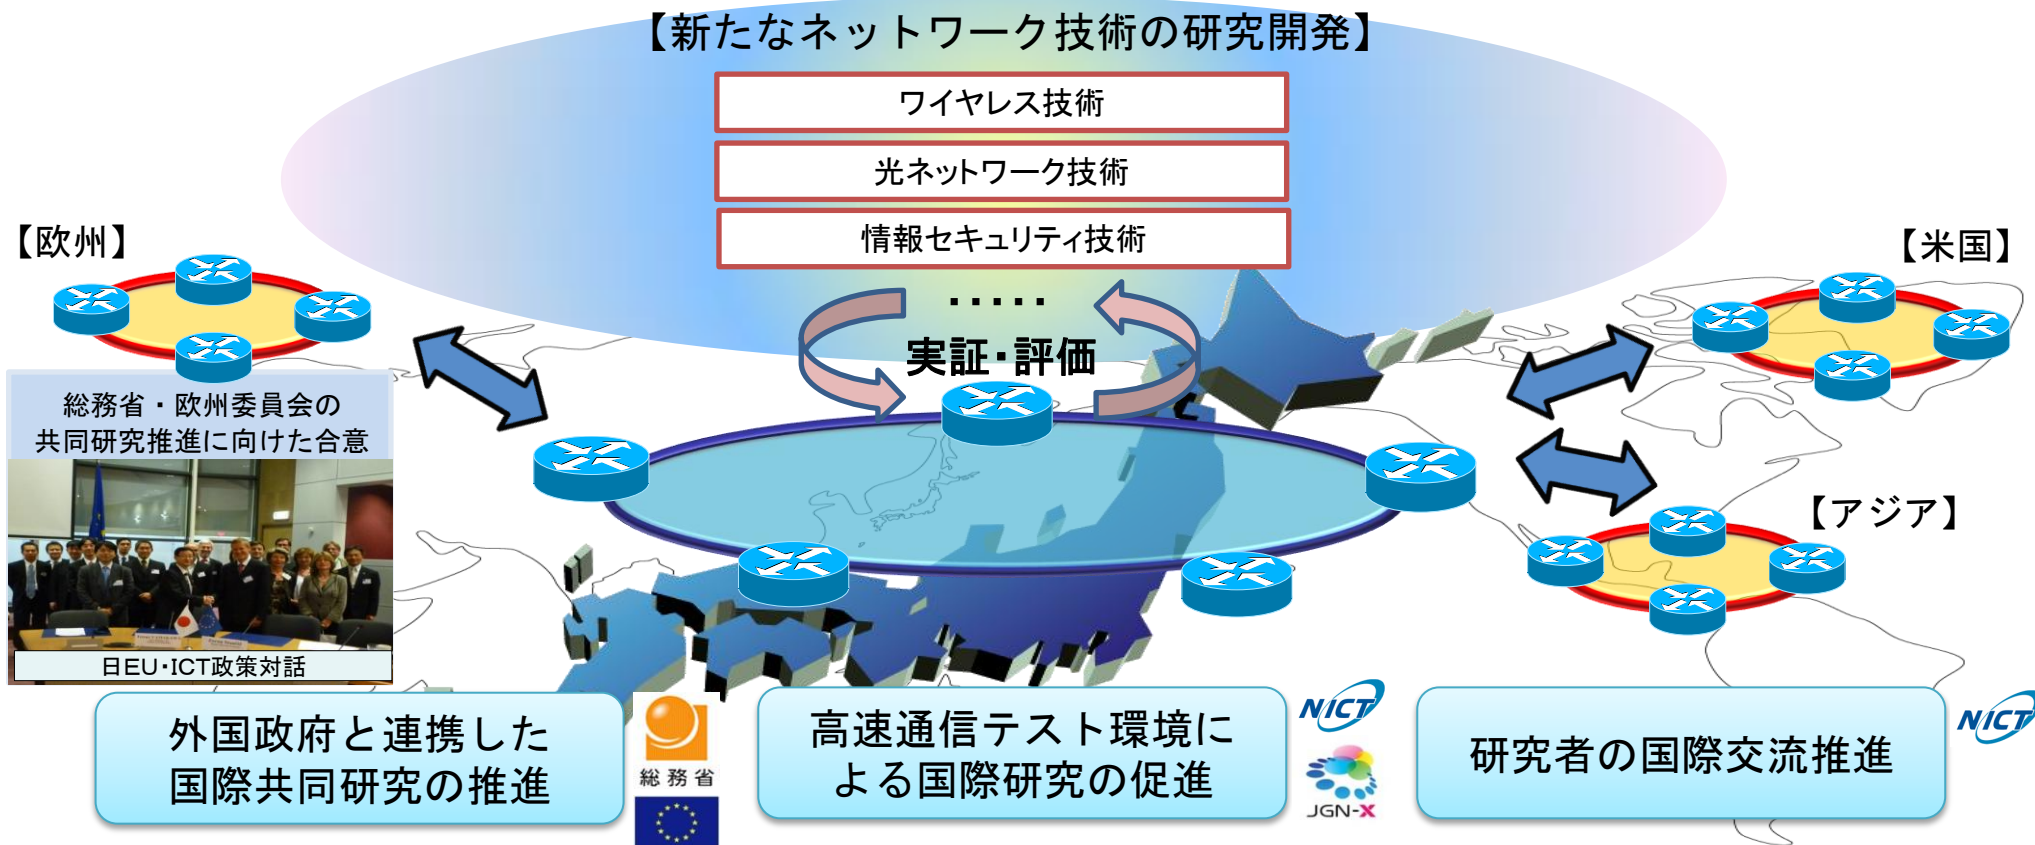 【新たなネットワーク技術の研究開発】
ワイヤレス技術
光ネットワーク技術
情報セキュリティ技術
・・・・・
実証・評価
【欧州】
【米国】
【アジア】
総務省・欧州委員会の
共同研究推進に向けた合意
日EU・ICT政策対話
外国政府と連携した
国際共同研究の推進
総務省
高速通信テスト環境に
よる国際研究の促進
NICT
JGN-X
研究者の国際交流推進
NICT